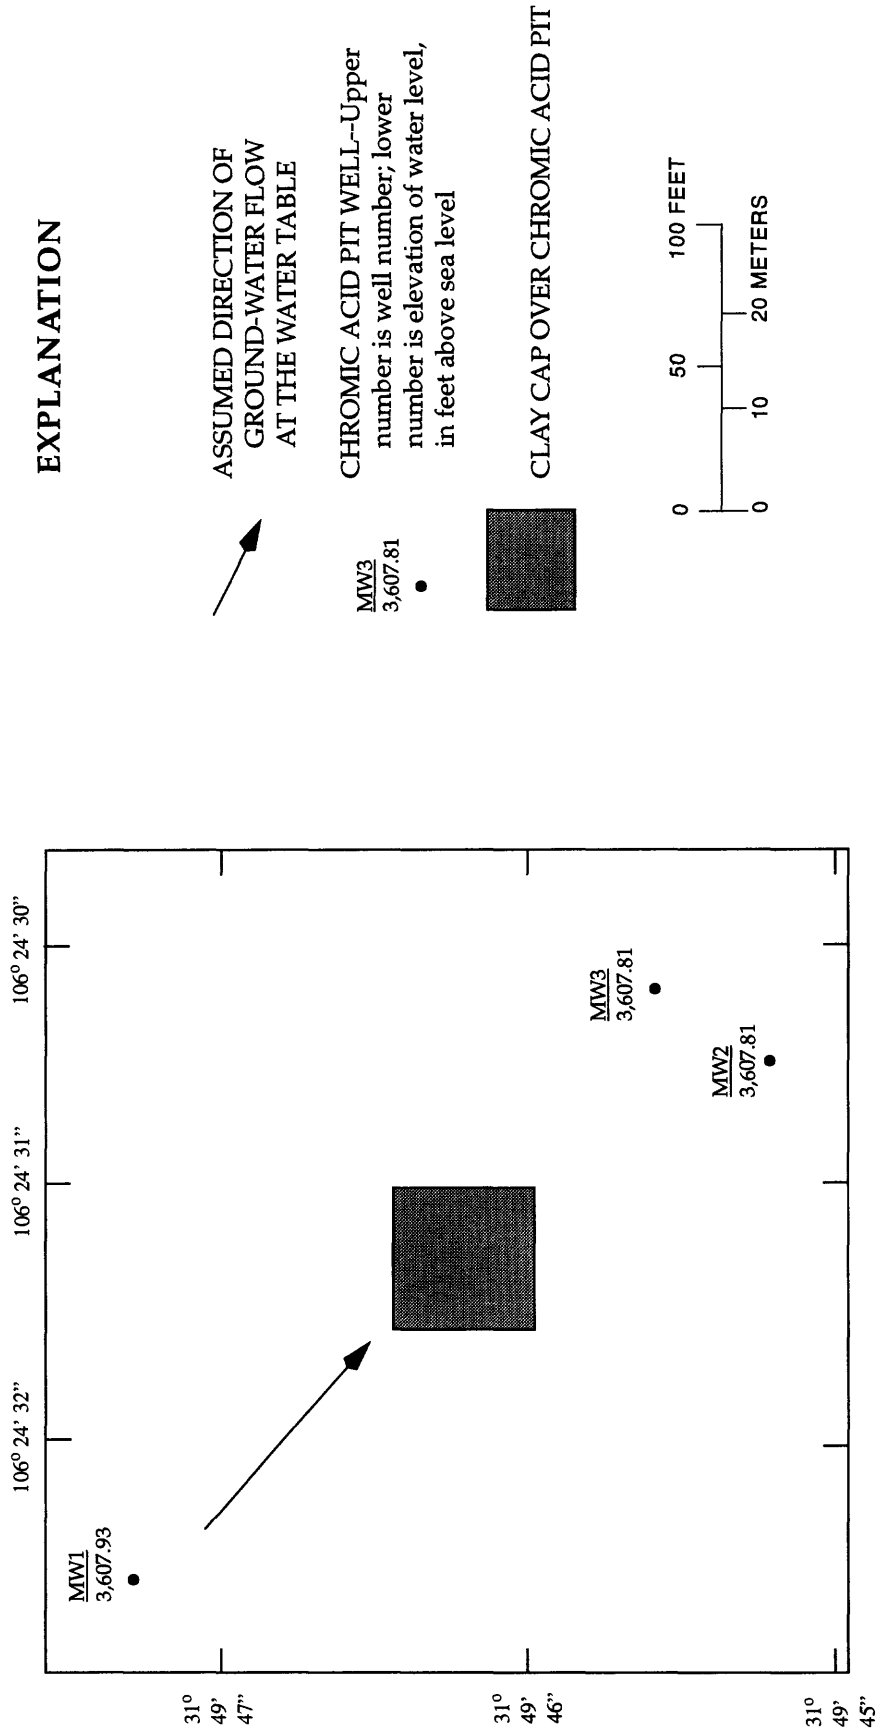 106° 24' 32"
106° 24' 31"
106° 24' 30"
31°
49'
47"
31°
49'
46"
31°
49'
45"
MW1
3,607.93
MW3
3,607.81
MW2
3,607.81
EXPLANATION
ASSUMED DIRECTION OF
GROUND-WATER FLOW
AT THE WATER TABLE
MW3
3,607.81
CHROMIC ACID PIT WELL--Upper
number is well number; lower
number is elevation of water level,
in feet above sea level
CLAY CAP OVER CHROMIC ACID PIT
0 50 100 FEET
0 10 20 METERS